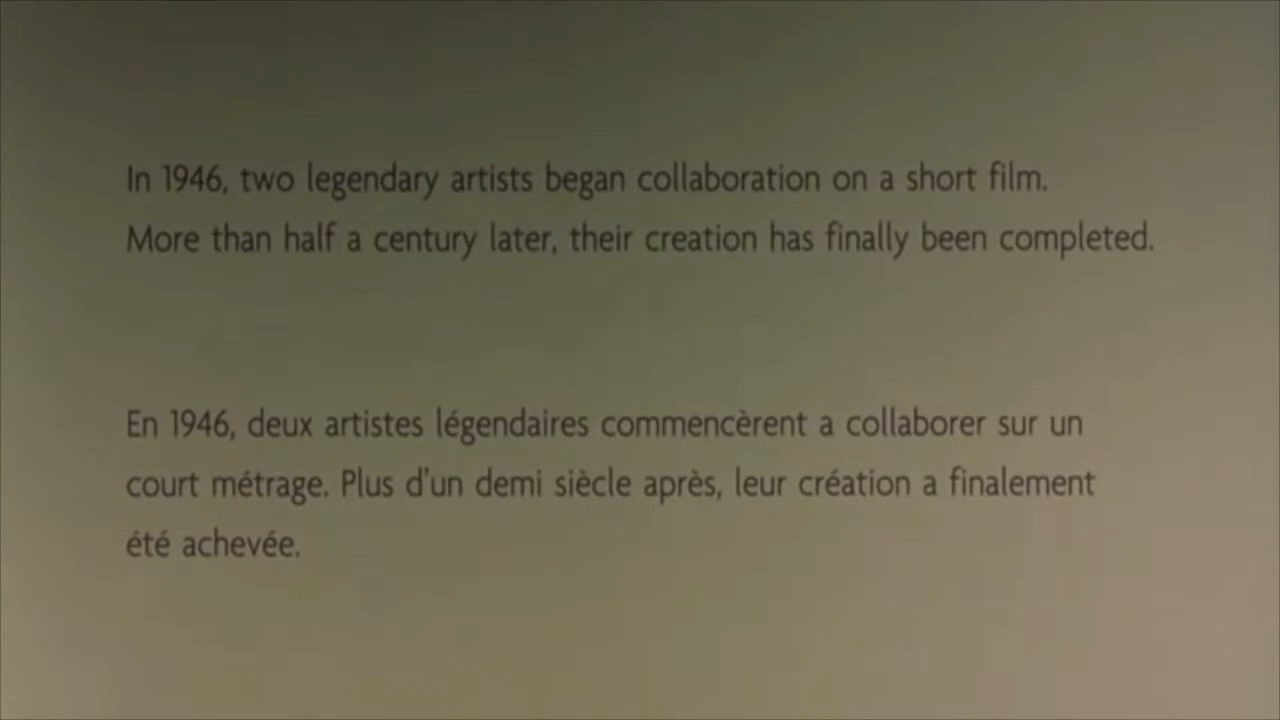 In 1946, two legendary artists began collaboration on a short film.
More than half a century later, their creation has finally been completed.
En 1946, deux artistes légendaires commencèrent a collaborer sur un
court métrage. Plus d'un demi siècle après, leur création a finalement
été achevée.